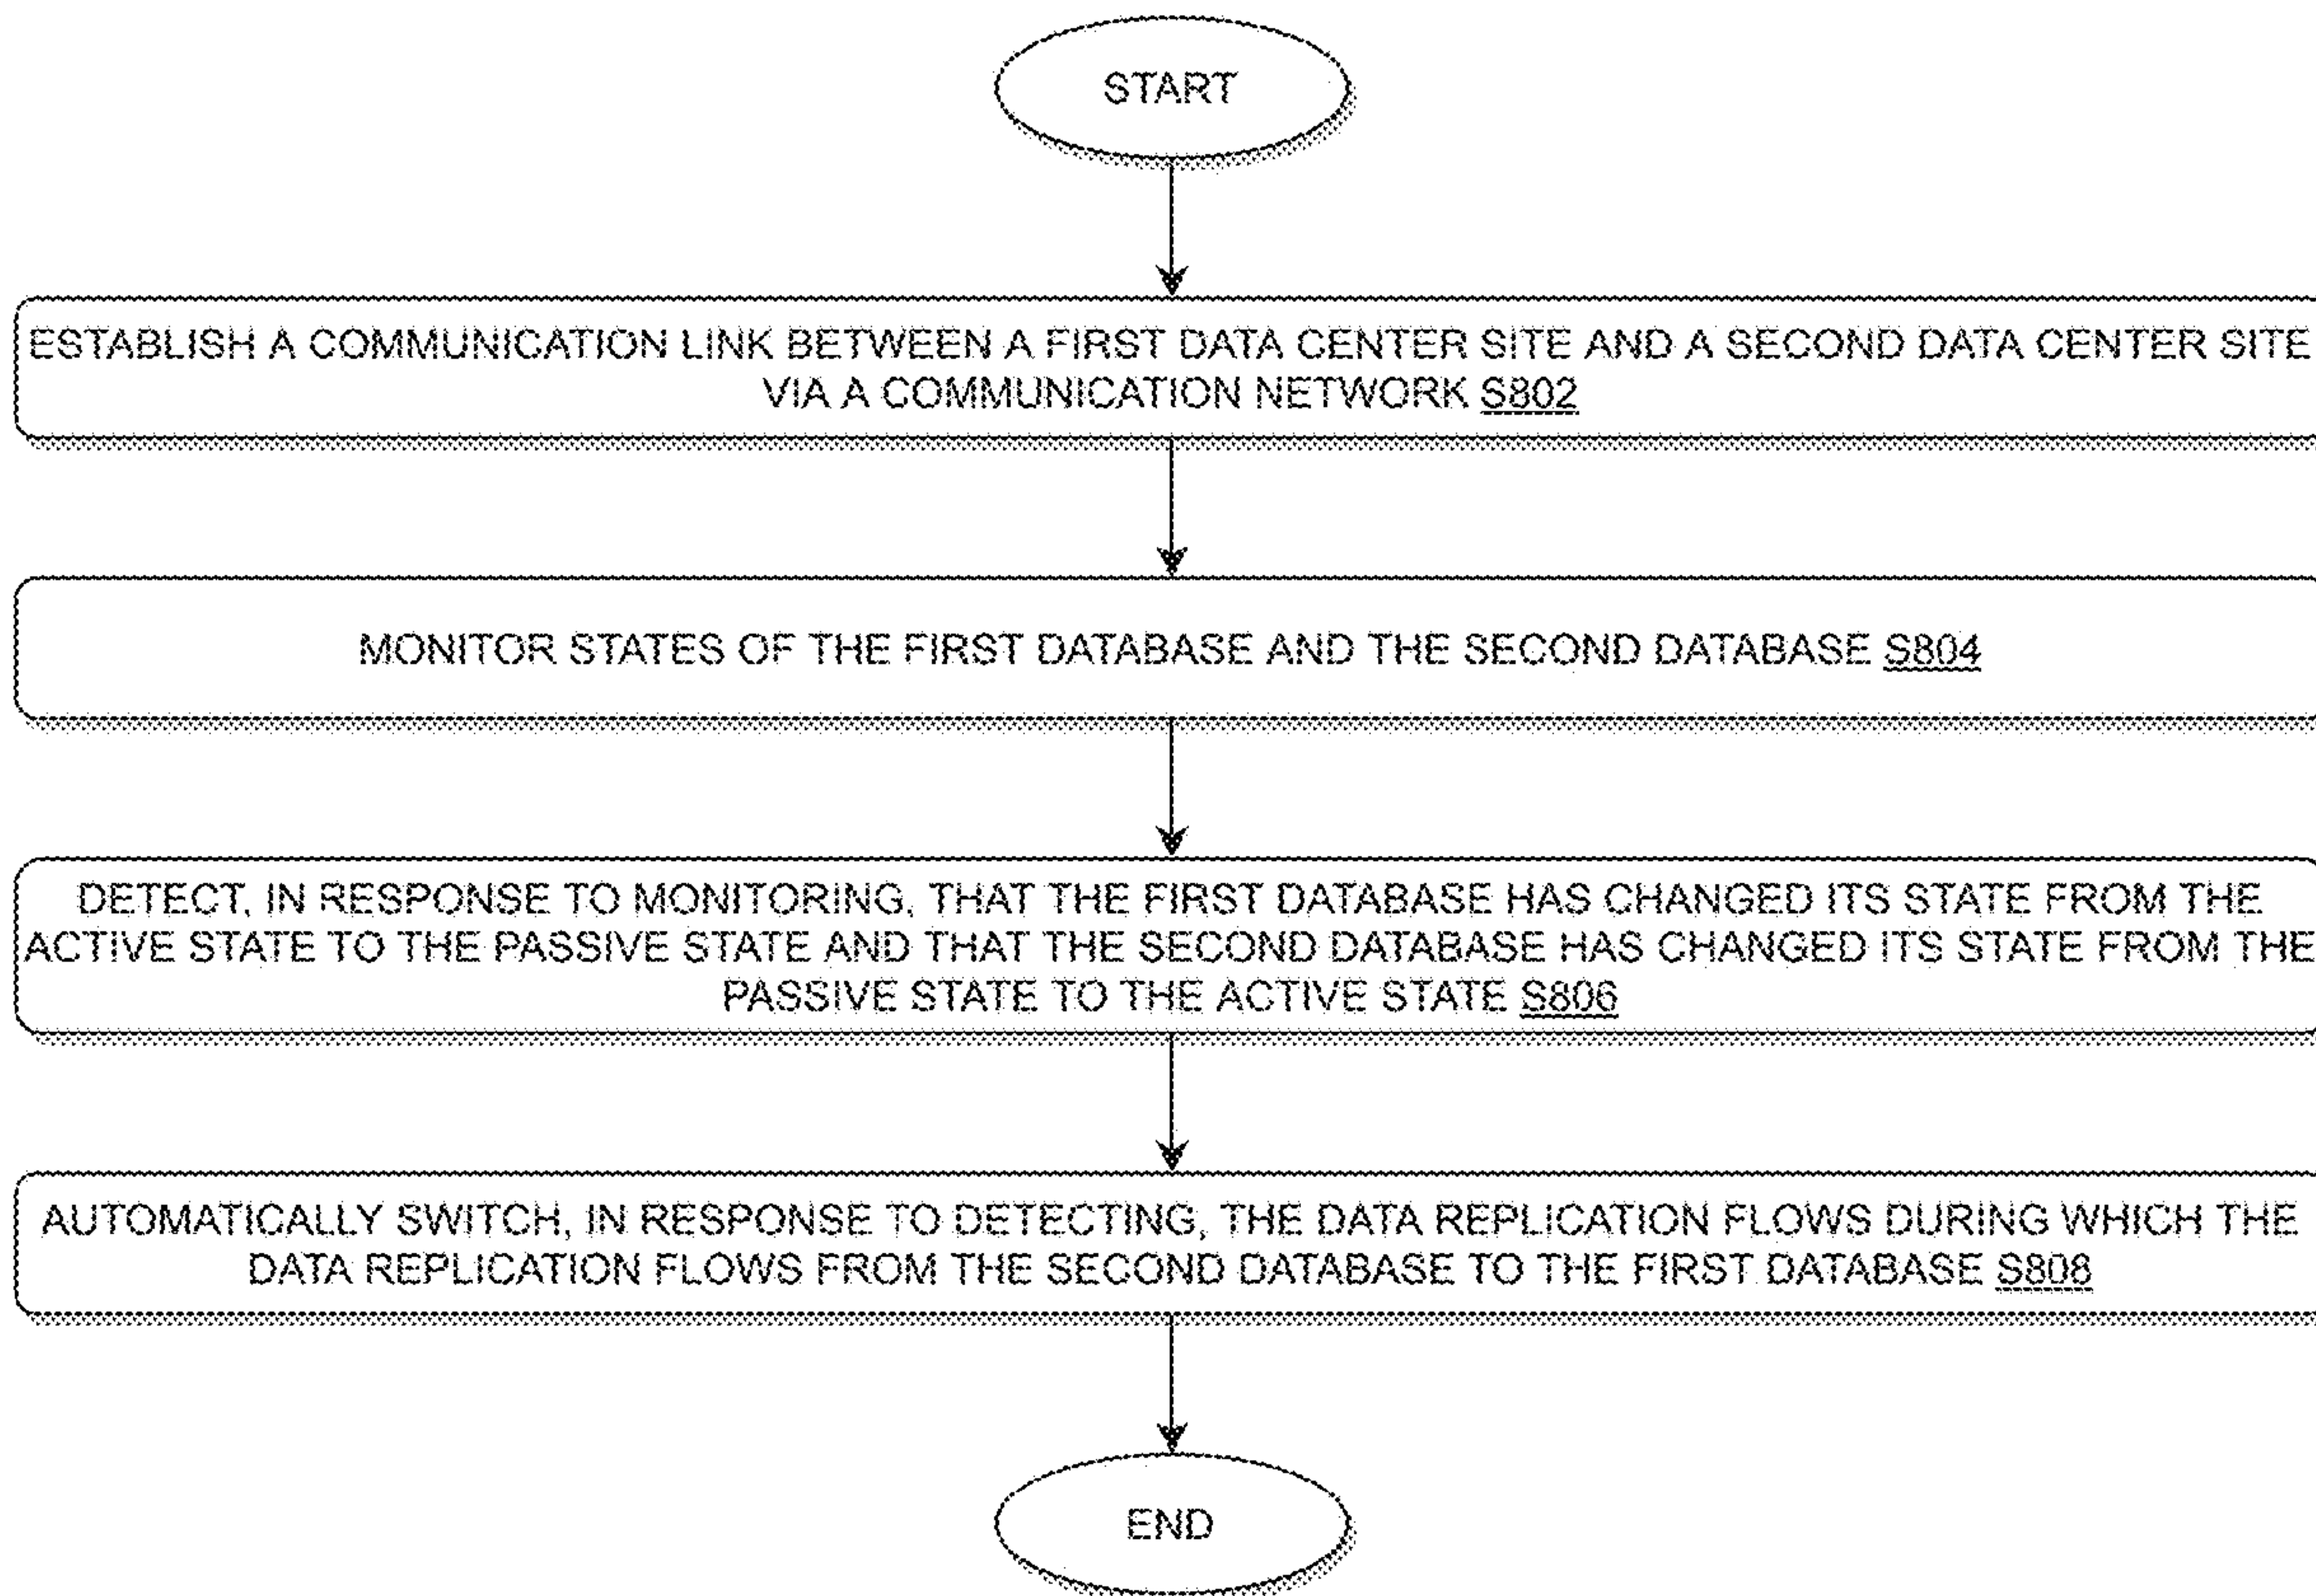 START
ESTABLISH A COMMUNICATION LINK BETWEEN A FIRST DATA CENTER SITE AND A SECOND DATA CENTER SITE
VIA A COMMUNICATION NETWORK S802
MONITOR STATES OF THE FIRST DATABASE AND THE SECOND DATABASE S804
DETECT, IN RESPONSE TO MONITORING, THAT THE FIRST DATABASE HAS CHANGED ITS STATE FROM THE
ACTIVE STATE TO THE PASSIVE STATE AND THAT THE SECOND DATABASE HAS CHANGED ITS STATE FROM THE
PASSIVE STATE TO THE ACTIVE STATE S806
AUTOMATICALLY SWITCH, IN RESPONSE TO DETECTING, THE DATA REPLICATION FLOWS DURING WHICH THE
DATA REPLICATION FLOWS FROM THE SECOND DATABASE TO THE FIRST DATABASE S808
END